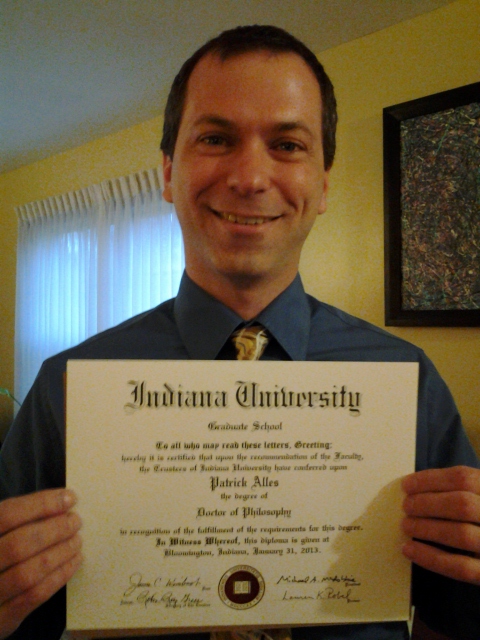 Indiana University
Graduate School
To all who may read these letters, Greeting:
hereby it is certified that upon the recommendation of the Faculty,
the Trustees of Indiana University have conferred upon
Patrick Alles
the degree of
Doctor of Philosophy
in recognition of the fulfillment of the requirements for this degree.
In Witness Whereof, this diploma is given at
Bloomington, Indiana, January 31, 2013.